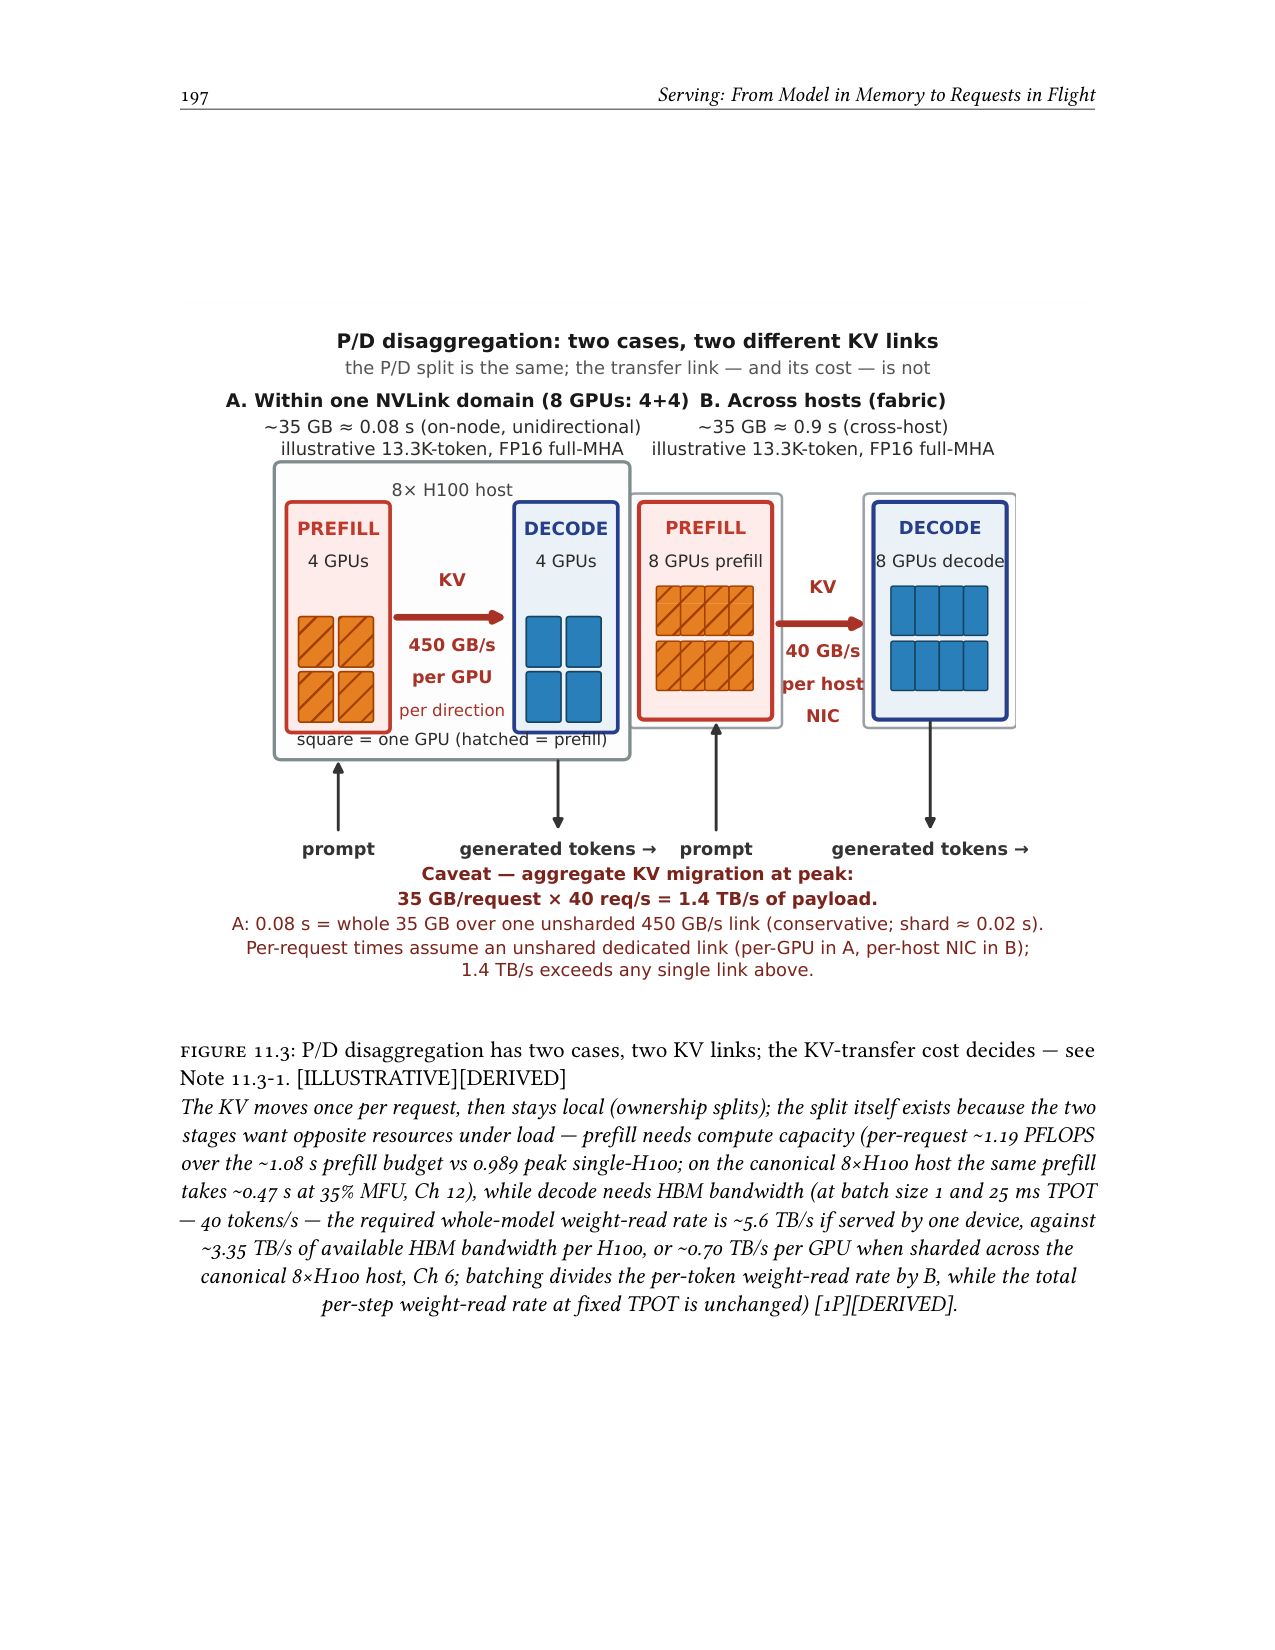 197
Serving: From Model in Memory to Requests in Flight
P/D disaggregation: two cases, two different KV links
the P/D split is the same; the transfer link — and its cost — is not
A. Within one NVLink domain (8 GPUs: 4+4)
~35 GB ≈ 0.08 s (on-node, unidirectional)
illustrative 13.3K-token, FP16 full-MHA
8× H100 host
PREFILL
4 GPUs
KV
450 GB/s
per GPU
per direction
DECODE
4 GPUs
square = one GPU (hatched = prefill)
prompt
generated tokens →
B. Across hosts (fabric)
~35 GB ≈ 0.9 s (cross-host)
illustrative 13.3K-token, FP16 full-MHA
PREFILL
8 GPUs prefill
KV
40 GB/s
per host
NIC
DECODE
8 GPUs decode
prompt
generated tokens →
Caveat — aggregate KV migration at peak:
35 GB/request × 40 req/s = 1.4 TB/s of payload.
A: 0.08 s = whole 35 GB over one unsharded 450 GB/s link (conservative; shard ≈ 0.02 s).
Per-request times assume an unshared dedicated link (per-GPU in A, per-host NIC in B);
1.4 TB/s exceeds any single link above.
FIGURE 11.3: P/D disaggregation has two cases, two KV links; the KV-transfer cost decides — see
Note 11.3-1. [ILLUSTRATIVE][DERIVED]
The KV moves once per request, then stays local (ownership splits); the split itself exists because the two
stages want opposite resources under load — prefill needs compute capacity (per-request ~1.19 PFLOPS
over the ~1.08 s prefill budget vs 0.989 peak single-H100; on the canonical 8×H100 host the same prefill
takes ~0.47 s at 35% MFU, Ch 12), while decode needs HBM bandwidth (at batch size 1 and 25 ms TPOT
— 40 tokens/s — the required whole-model weight-read rate is ~5.6 TB/s if served by one device, against
~3.35 TB/s of available HBM bandwidth per H100, or ~0.70 TB/s per GPU when sharded across the
canonical 8×H100 host, Ch 6; batching divides the per-token weight-read rate by B, while the total
per-step weight-read rate at fixed TPOT is unchanged) [1P][DERIVED].